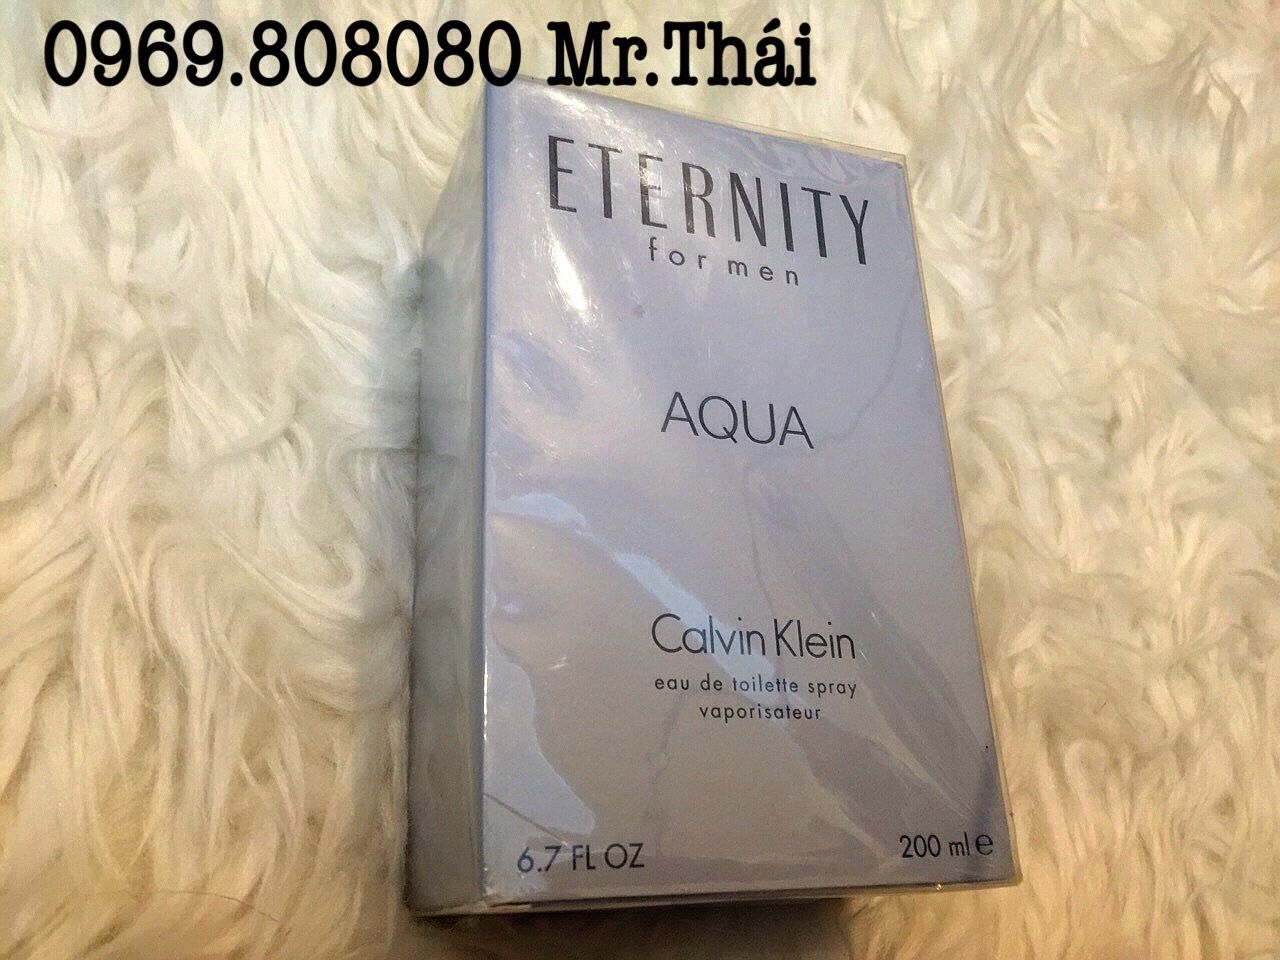 0969.808080 Mr.Thái
ETERNITY
for men
AQUA
Calvin Klein
eau de toilette spray
vaporisateur
6.7 FL OZ
200 ml e